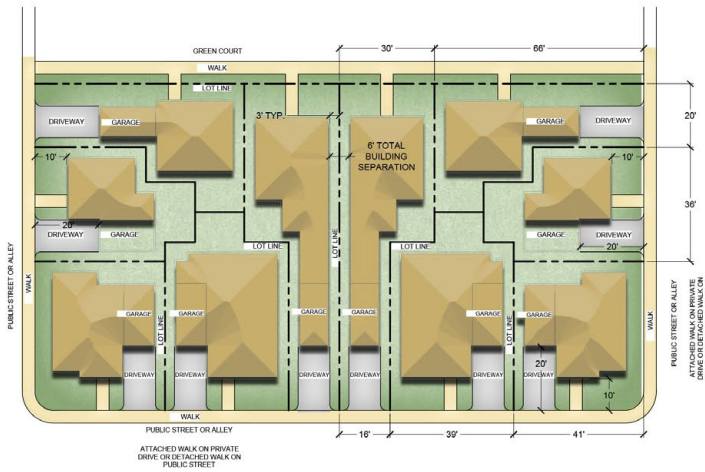 30'
66'
GREEN COURT
WALK
LOT LINE
3' TYP.
DRIVEWAY
GARAGE
GARAGE
DRIVEWAY
20'
6' TOTAL
BUILDING
SEPARATION
10'
10'
36'
20'
DRIVEWAY
GARAGE
GARAGE
DRIVEWAY
20'
LOT LINE
LOT LINE
LOT LINE
PUBLIC STREET OR ALLEY
WALK
LOT LINE
GARAGE
GARAGE
GARAGE
GARAGE
GARAGE
GARAGE
LOT LINE
WALK
PUBLIC STREET OR ALLEY
ATTACHED WALK ON PRIVATE
DRIVE OR DETACHED WALK ON
20'
DRIVEWAY
DRIVEWAY
DRIVEWAY
DRIVEWAY
DRIVEWAY
DRIVEWAY
10'
WALK
PUBLIC STREET OR ALLEY
16'
39'
41'
ATTACHED WALK ON PRIVATE
DRIVE OR DETACHED WALK ON
PUBLIC STREET